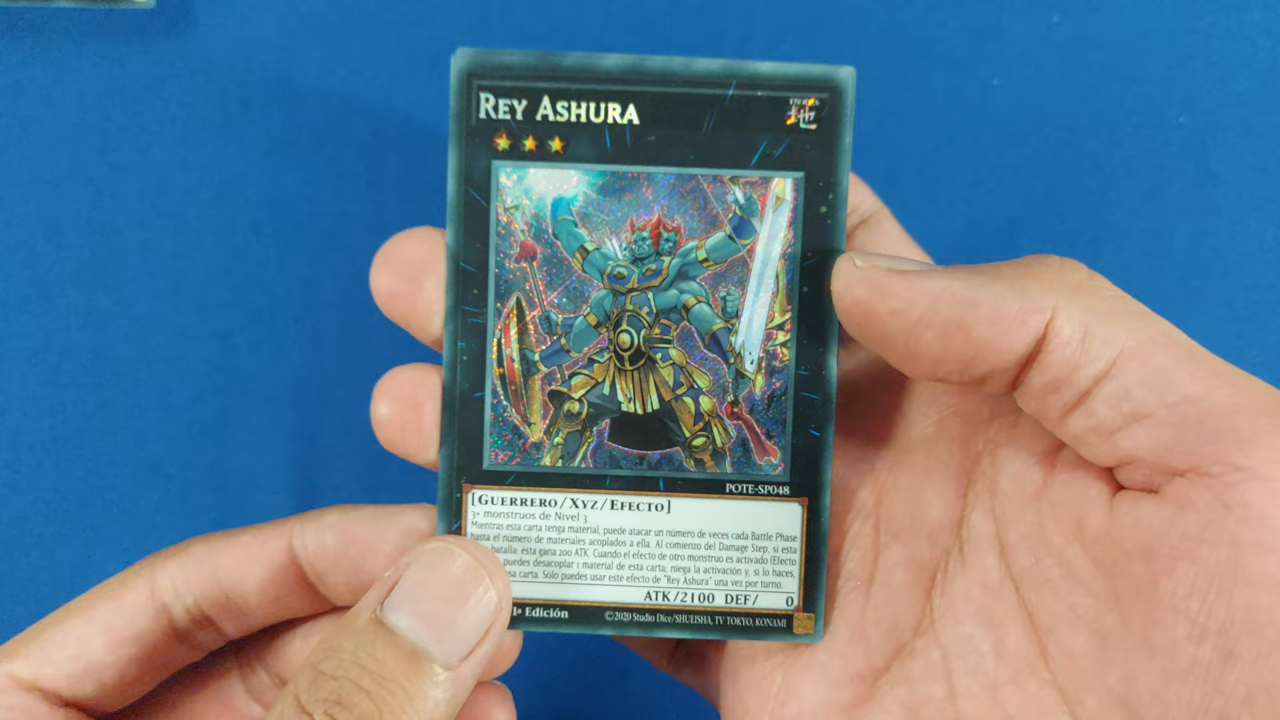 REY ASHURA
TIERRA
地
POTE-SP048
[GUERRERO/XYZ/EFECTO]
3+ monstruos de Nivel 3
Mientras esta carta tenga material, puede atacar un número de veces cada Battle Phase
hasta el número de materiales acoplados a ella. Al comienzo del Damage Step, si esta
batalla: ésta gana 200 ATK. Cuando el efecto de otro monstruo es activado (Efecto
puedes desacoplar 1 material de esta carta; niega la activación y, si lo haces,
sa carta. Sólo puedes usar este efecto de "Rey Ashura" una vez por turno.
ATK/2100 DEF/ 0
1ª Edición
©2020 Studio Dice/SHUEISHA, TV TOKYO, KONAMI